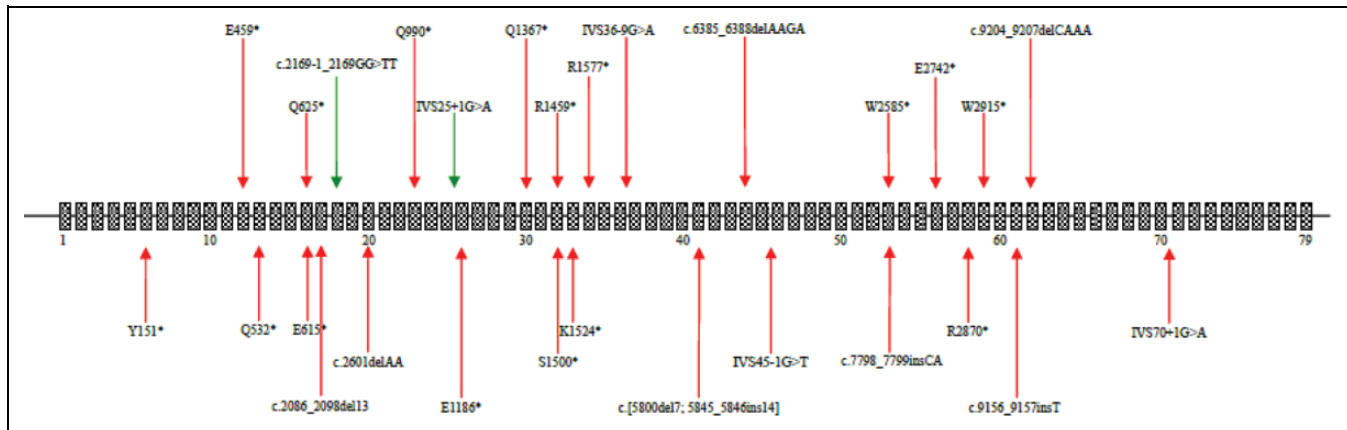 E459*
Q990*
Q1367*
IVS36-9G>A
c.6385_6388delAAGA
c.9204_9207delCAAA
c.2169-1_2169GG>TT
R1577*
E2742*
Q625*
IVS25+1G>A
R1459*
W2585*
W2915*
1
10
20
30
40
50
60
70
79
Y151*
Q532*
E615*
K1524*
R2870*
IVS70+1G>A
c.2601delAA
S1500*
IVS45-1G>T
c.7798_7799insCA
c.2086_2098del13
E1186*
c.[5800del7; 5845_5846ins14]
c.9156_9157insT